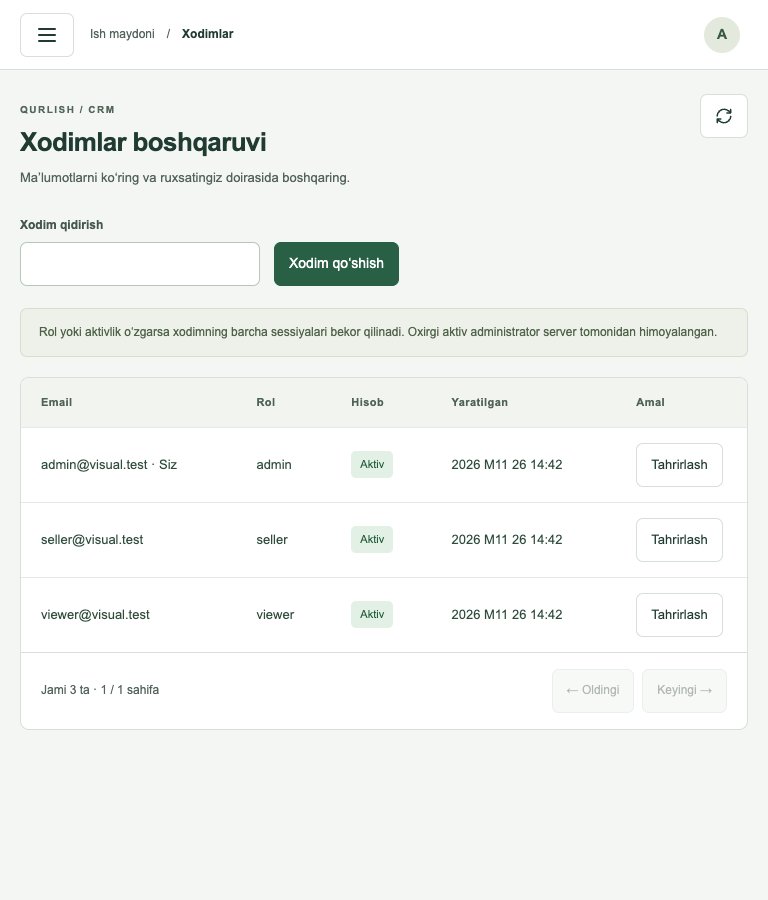 Ish maydoni / Xodimlar
A
QURLISH / CRM
Xodimlar boshqaruvi
Ma’lumotlarni ko‘ring va ruxsatingiz doirasida boshqaring.
Xodim qidirish
Xodim qo‘shish
Rol yoki aktivlik o‘zgarsa xodimning barcha sessiyalari bekor qilinadi. Oxirgi aktiv administrator server tomonidan himoyalangan.
Email Rol Hisob Yaratilgan Amal
admin@visual.test · Siz admin Aktiv 2026 M11 26 14:42 Tahrirlash
seller@visual.test seller Aktiv 2026 M11 26 14:42 Tahrirlash
viewer@visual.test viewer Aktiv 2026 M11 26 14:42 Tahrirlash
Jami 3 ta · 1 / 1 sahifa ← Oldingi Keyingi →